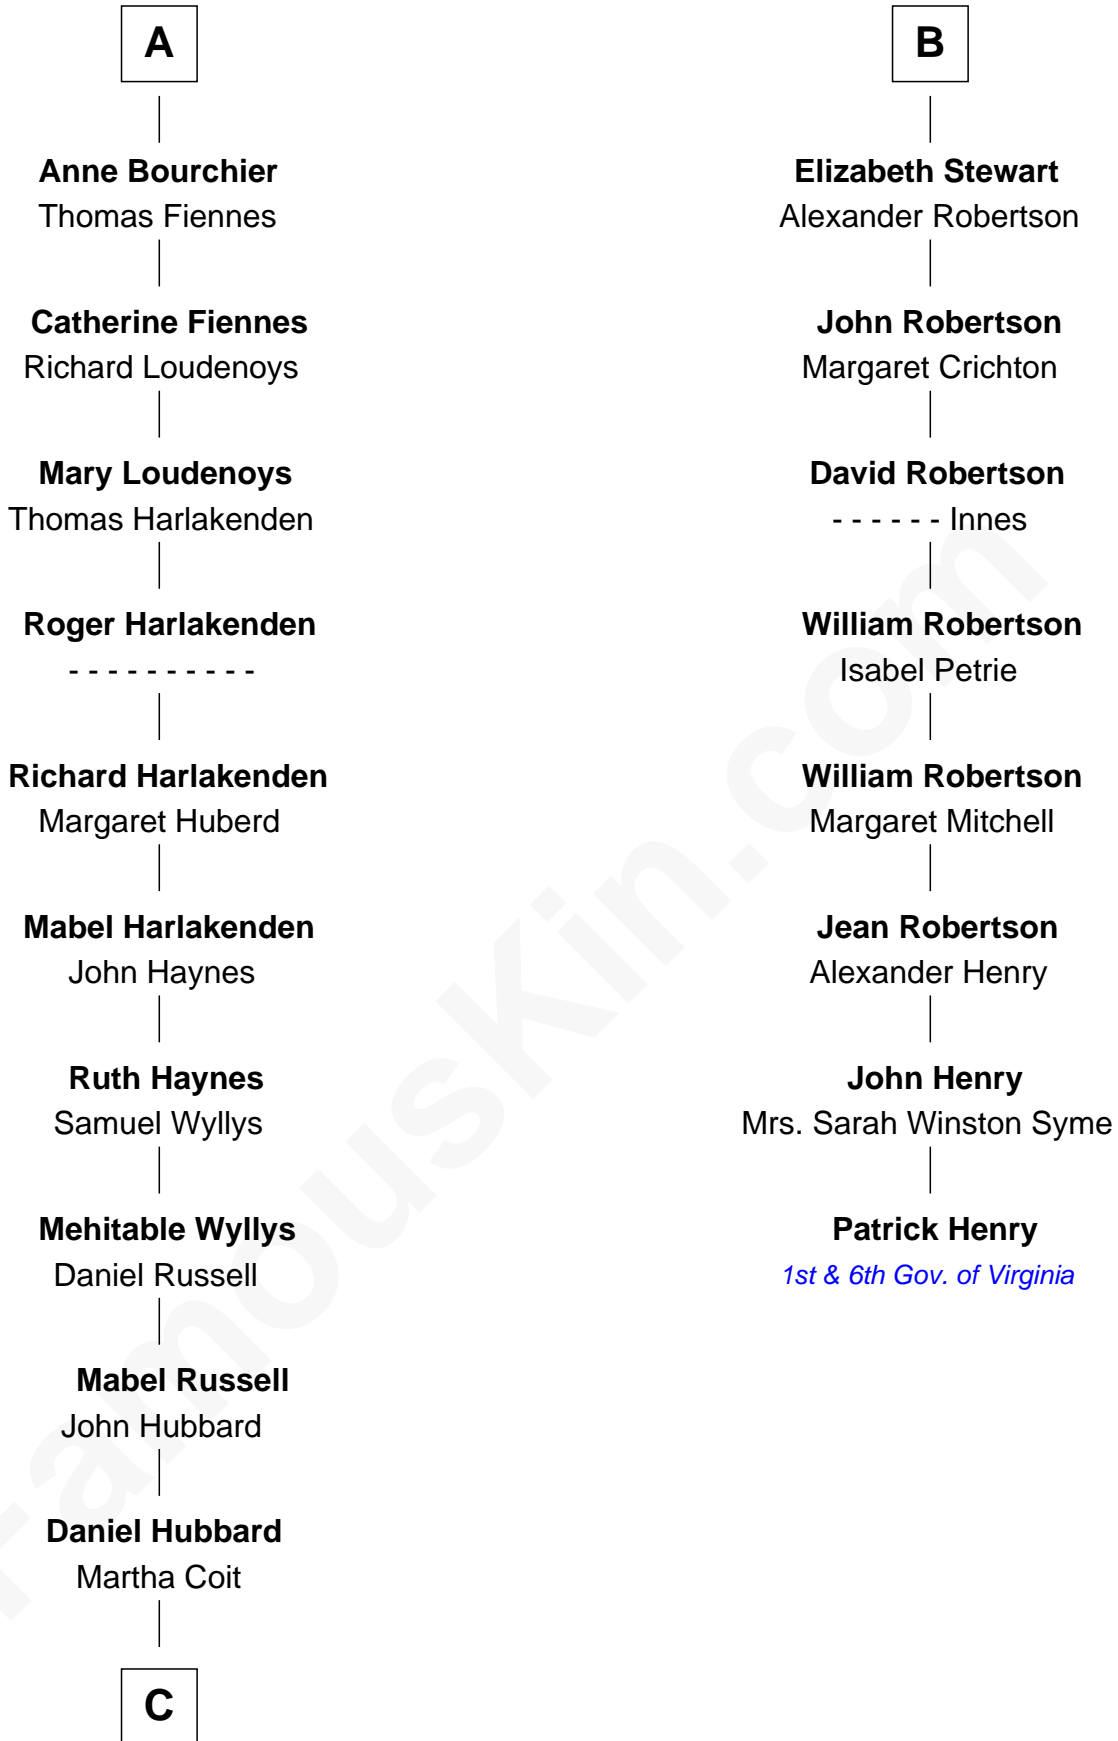 A
Anne Bourchier
Thomas Fiennes
Catherine Fiennes
Richard Loudenoys
Mary Loudenoys
Thomas Harlakenden
Roger Harlakenden
- - - - - - - - - -
Richard Harlakenden
Margaret Huberd
Mabel Harlakenden
John Haynes
Ruth Haynes
Samuel Wyllys
Mehitable Wyllys
Daniel Russell
Mabel Russell
John Hubbard
Daniel Hubbard
Martha Coit
C
B
Elizabeth Stewart
Alexander Robertson
John Robertson
Margaret Crichton
David Robertson
- - - - - - Innes
William Robertson
Isabel Petrie
William Robertson
Margaret Mitchell
Jean Robertson
Alexander Henry
John Henry
Mrs. Sarah Winston Syme
Patrick Henry
1st & 6th Gov. of Virginia
FamousKin.com